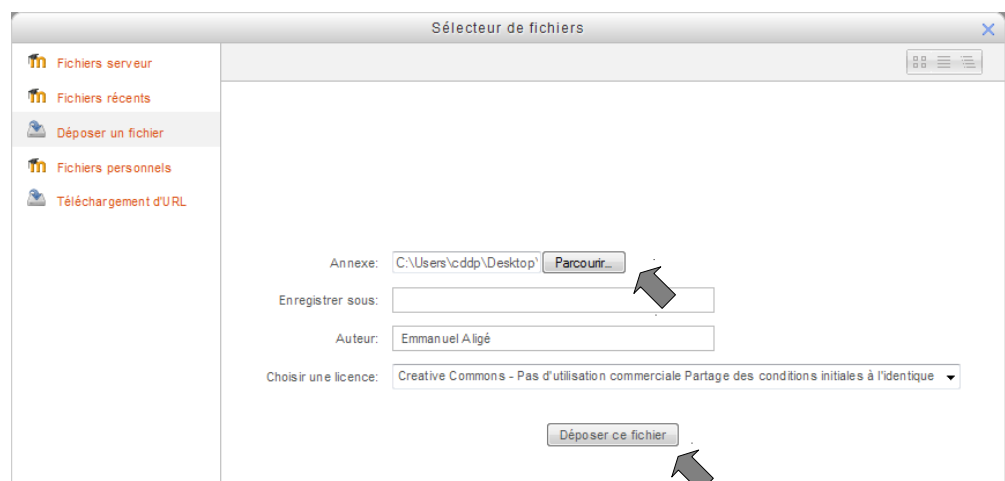 Sélecteur de fichiers
Fichiers serveur
Fichiers récents
Déposer un fichier
Fichiers personnels
Téléchargement d'URL
Annexe: C:\Users\cddp\Desktop\ Parcourir...
Enregistrer sous:
Auteur: Emmanuel Aligé
Choisir une licence: Creative Commons - Pas d'utilisation commerciale Partage des conditions initiales à l'identique
Déposer ce fichier